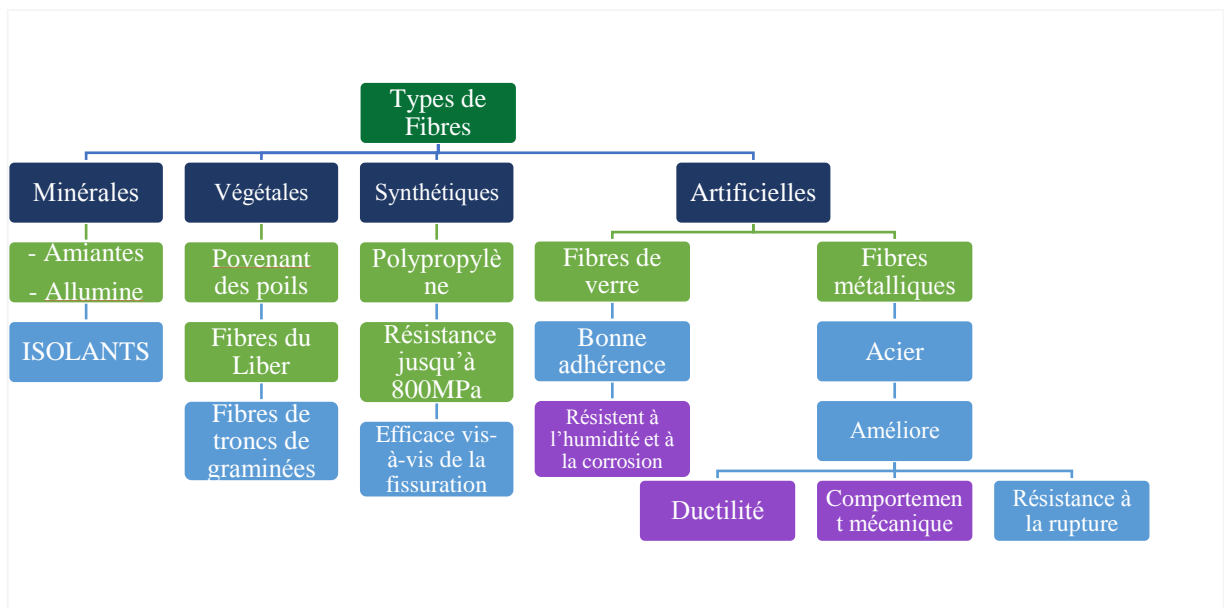 Types de
Fibres
Minérales
Végétales
Synthétiques
Artificielles
- Amiantes
- Allumine
Povenant
des poils
Polypropylè
ne
Fibres de
verre
Fibres
métalliques
ISOLANTS
Fibres du
Liber
Résistance
jusqu’à
800MPa
Bonne
adhérence
Acier
Fibres de
troncs de
graminées
Efficace vis-
à-vis de la
fissuration
Résistent à
l’humidité et à
la corrosion
Améliore
Ductilité
Comportemen
t mécanique
Résistance à
la rupture